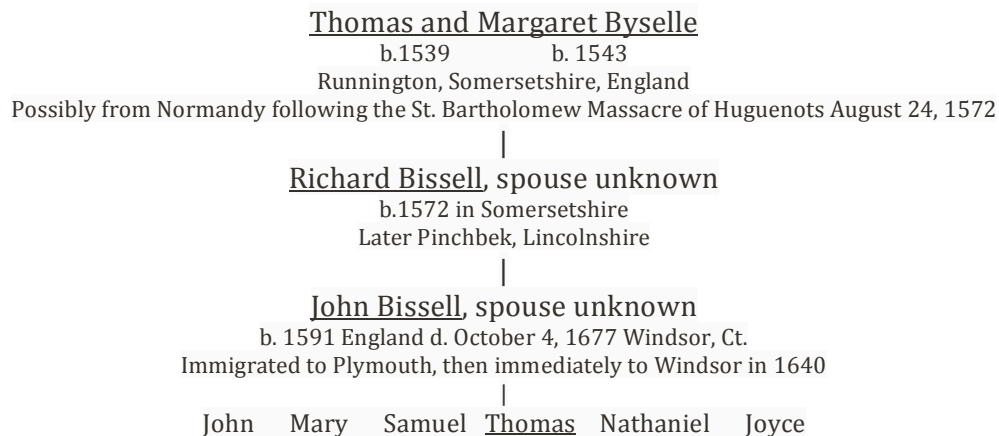 Thomas and Margaret Byselle
b.1539 b. 1543
Runnington, Somersetshire, England
Possibly from Normandy following the St. Bartholomew Massacre of Huguenots August 24, 1572
|
Richard Bissell, spouse unknown
b.1572 in Somersetshire
Later Pinchbek, Lincolnshire
|
John Bissell, spouse unknown
b. 1591 England d. October 4, 1677 Windsor, Ct.
Immigrated to Plymouth, then immediately to Windsor in 1640
|
John Mary Samuel Thomas Nathaniel Joyce